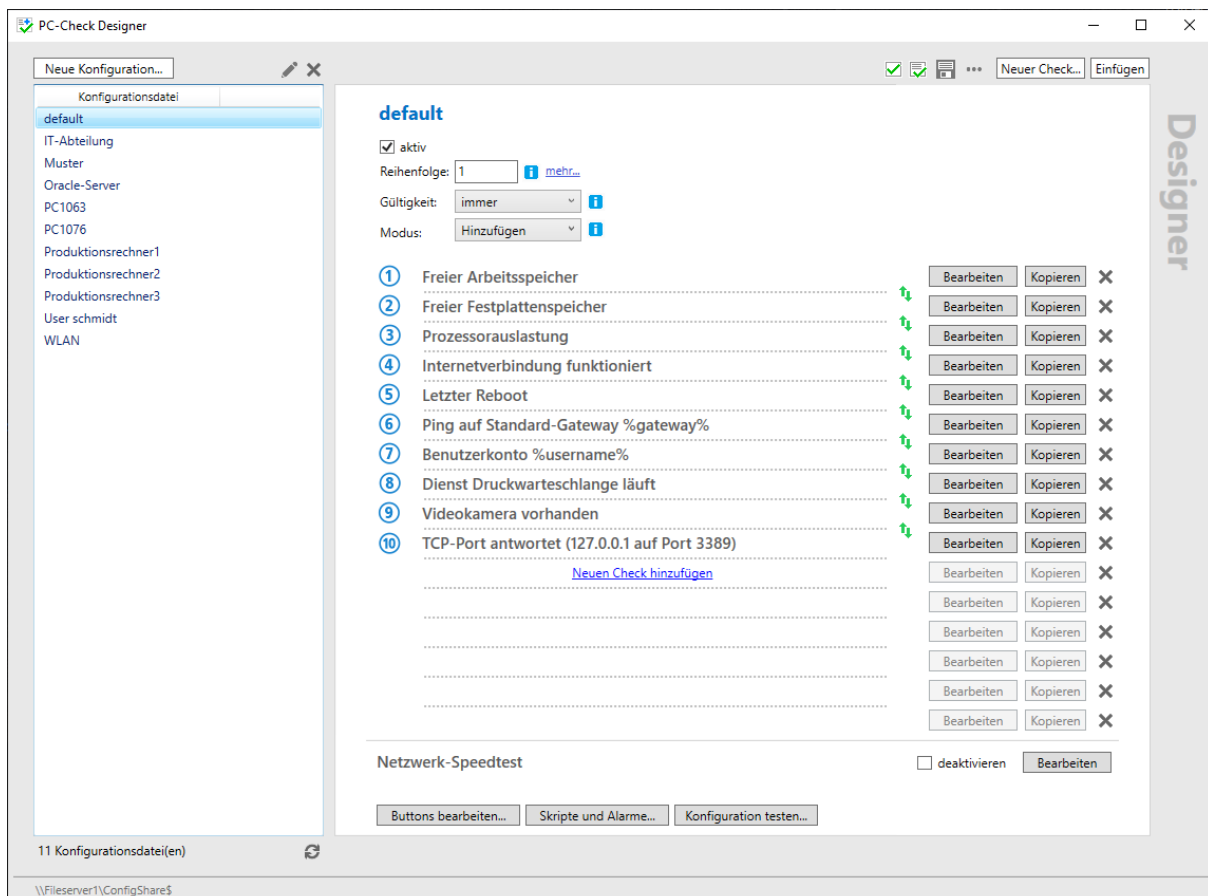 PC-Check Designer
Neue Konfiguration...
Neuer Check...
Einfügen
Konfigurationsdatei
default
IT-Abteilung
Muster
Oracle-Server
PC1063
PC1076
Produktionsrechner1
Produktionsrechner2
Produktionsrechner3
User schmidt
WLAN
11 Konfigurationsdatei(en)
default
aktiv
Reihenfolge: 1 i mehr...
Gültigkeit: immer i
Modus: Hinzufügen i
1 Freier Arbeitsspeicher Bearbeiten Kopieren
2 Freier Festplattenspeicher Bearbeiten Kopieren
3 Prozessorauslastung Bearbeiten Kopieren
4 Internetverbindung funktioniert Bearbeiten Kopieren
5 Letzter Reboot Bearbeiten Kopieren
6 Ping auf Standard-Gateway %gateway% Bearbeiten Kopieren
7 Benutzerkonto %username% Bearbeiten Kopieren
8 Dienst Druckwarteschlange läuft Bearbeiten Kopieren
9 Videokamera vorhanden Bearbeiten Kopieren
10 TCP-Port antwortet (127.0.0.1 auf Port 3389) Bearbeiten Kopieren
Neuen Check hinzufügen Bearbeiten Kopieren
Bearbeiten Kopieren
Bearbeiten Kopieren
Bearbeiten Kopieren
Bearbeiten Kopieren
Bearbeiten Kopieren
Netzwerk-Speedtest deaktivieren Bearbeiten
Buttons bearbeiten... Skripte und Alarme... Konfiguration testen...
Designer
\\Fileserver1\ConfigShare$